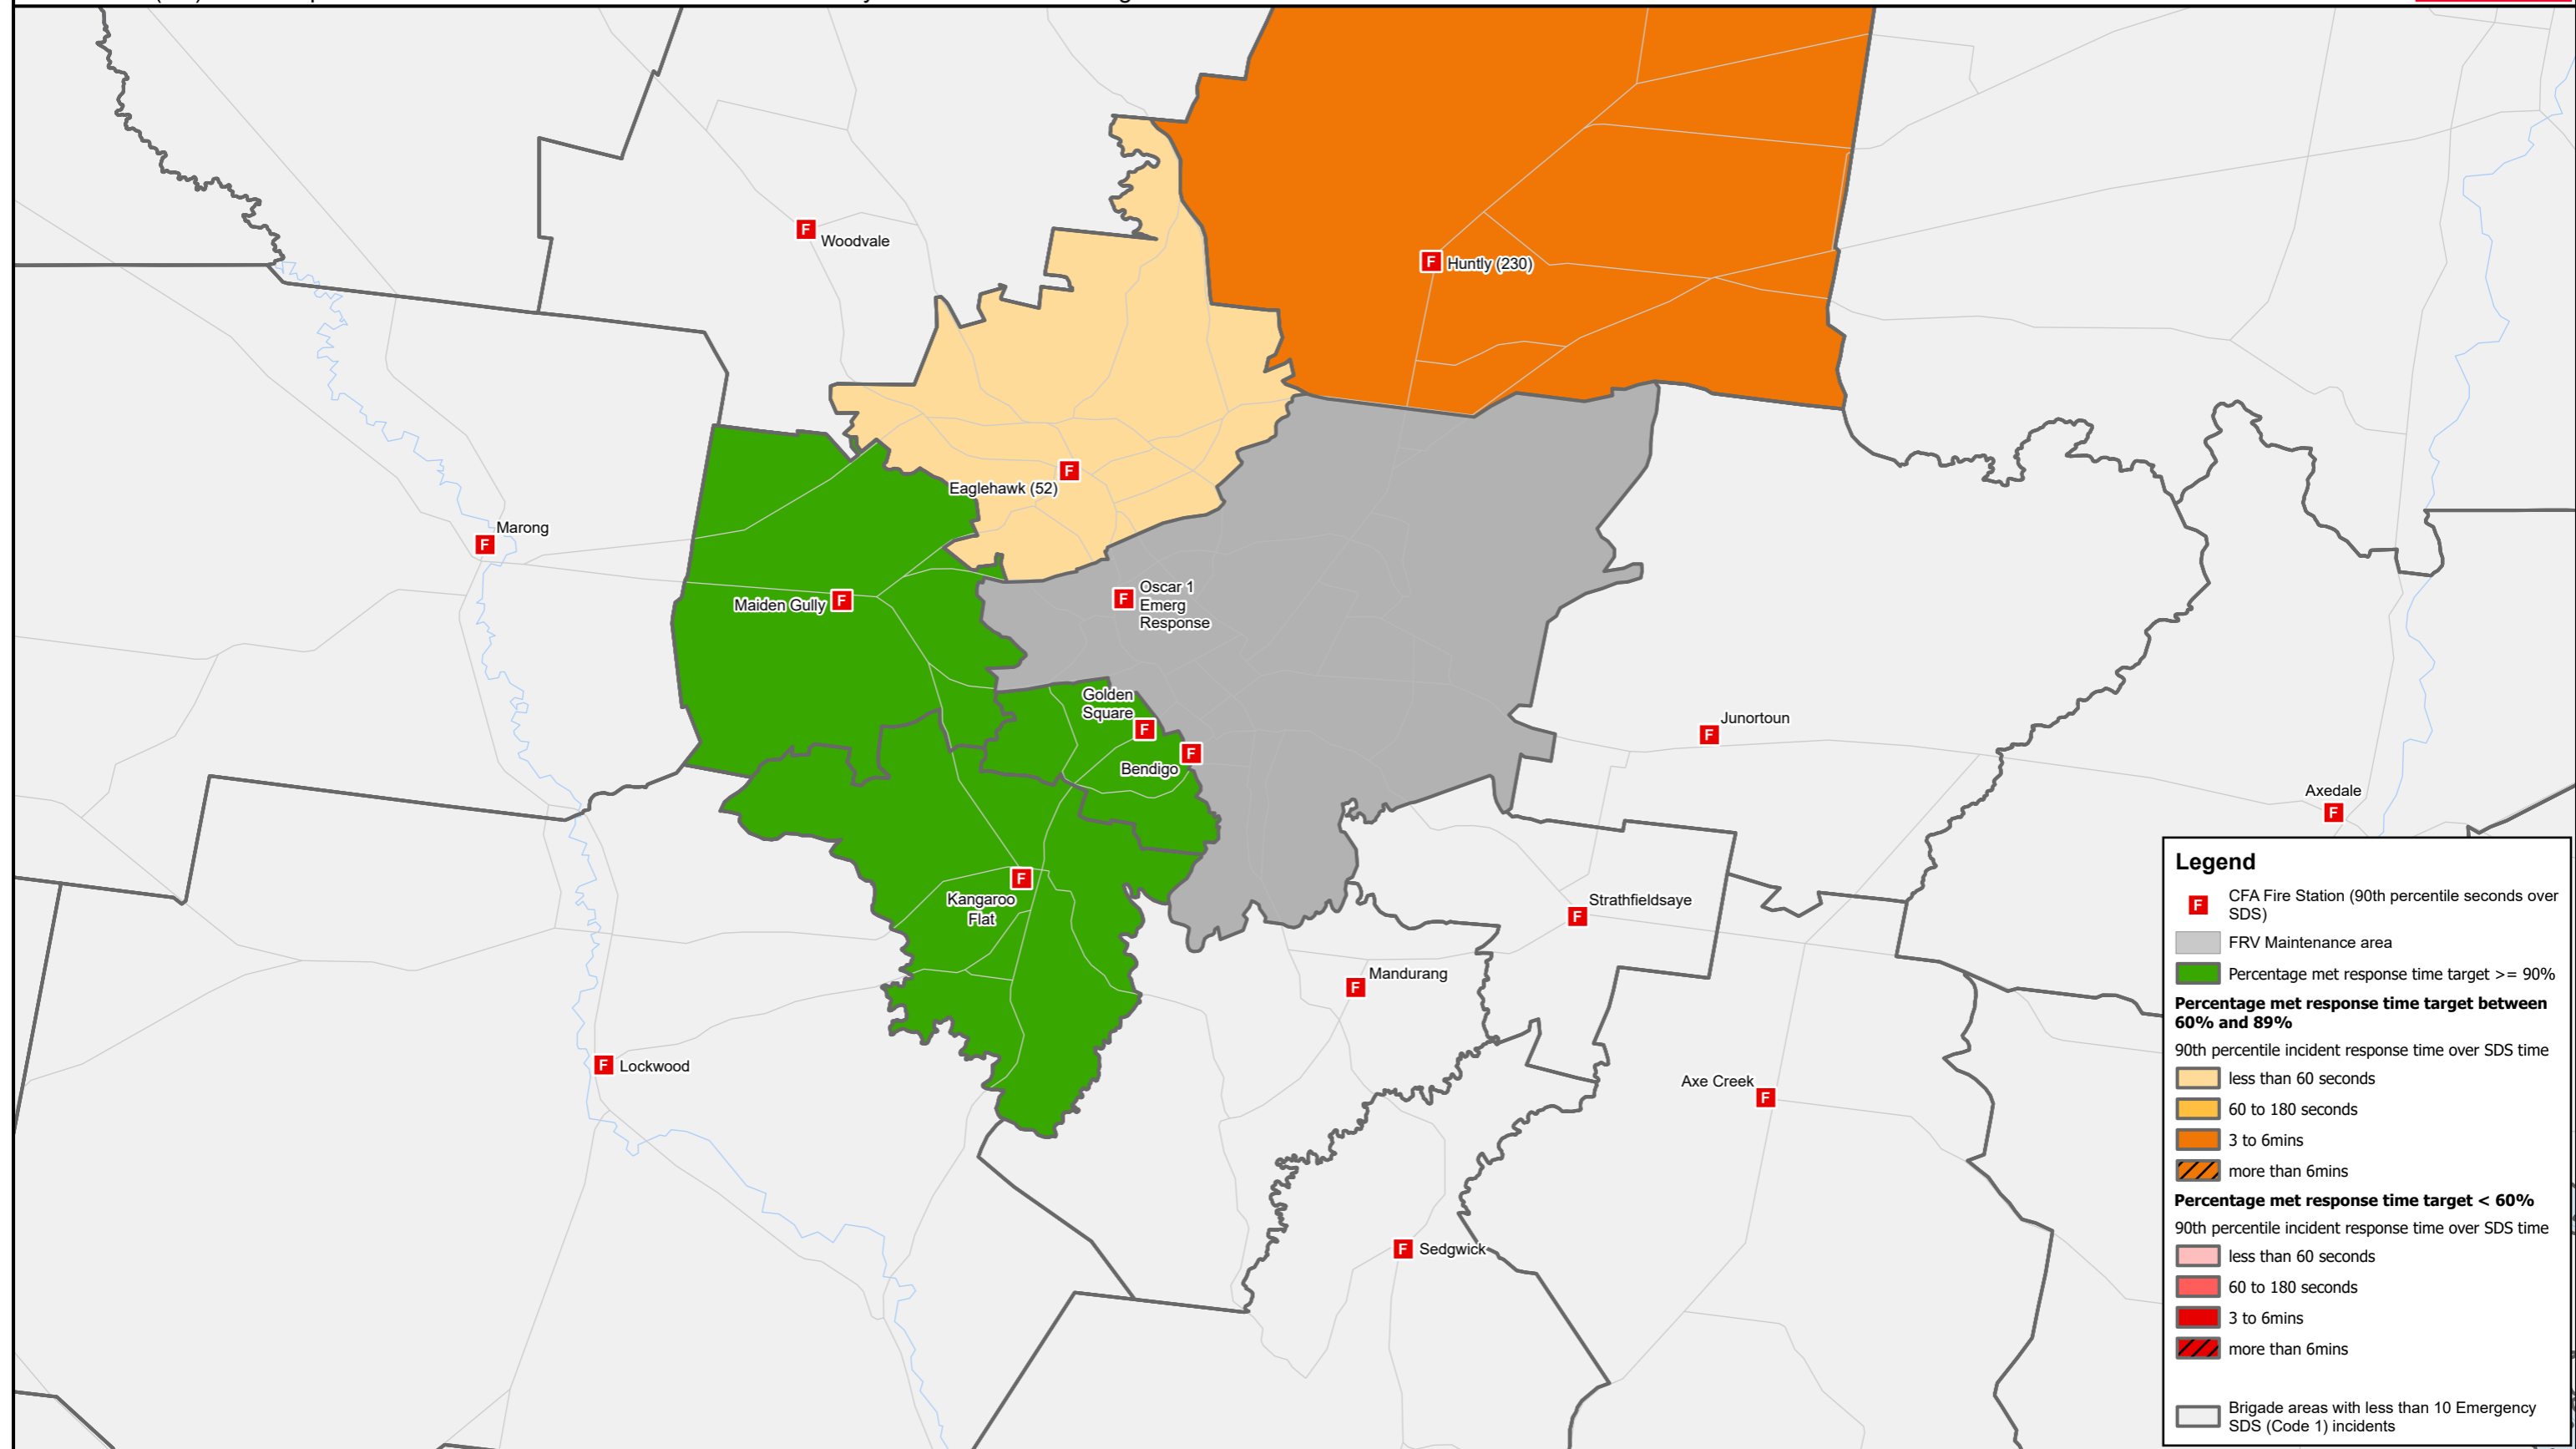 Woodvale
Huntly (230)
Eaglehawk (52)
Marong
Maiden Gully
Oscar 1
Emerg
Response
Golden
Square
Bendigo
Junortoun
Axedale
Kangaroo
Flat
Strathfieldsaye
Mandurang
Lockwood
Axe Creek
Sedgwick
Legend
CFA Fire Station (90th percentile seconds over
SDS)
FRV Maintenance area
Percentage met response time target >= 90%
Percentage met response time target between
60% and 89%
90th percentile incident response time over SDS time
less than 60 seconds
60 to 180 seconds
3 to 6mins
more than 6mins
Percentage met response time target < 60%
90th percentile incident response time over SDS time
less than 60 seconds
60 to 180 seconds
3 to 6mins
more than 6mins
Brigade areas with less than 10 Emergency
SDS (Code 1) incidents